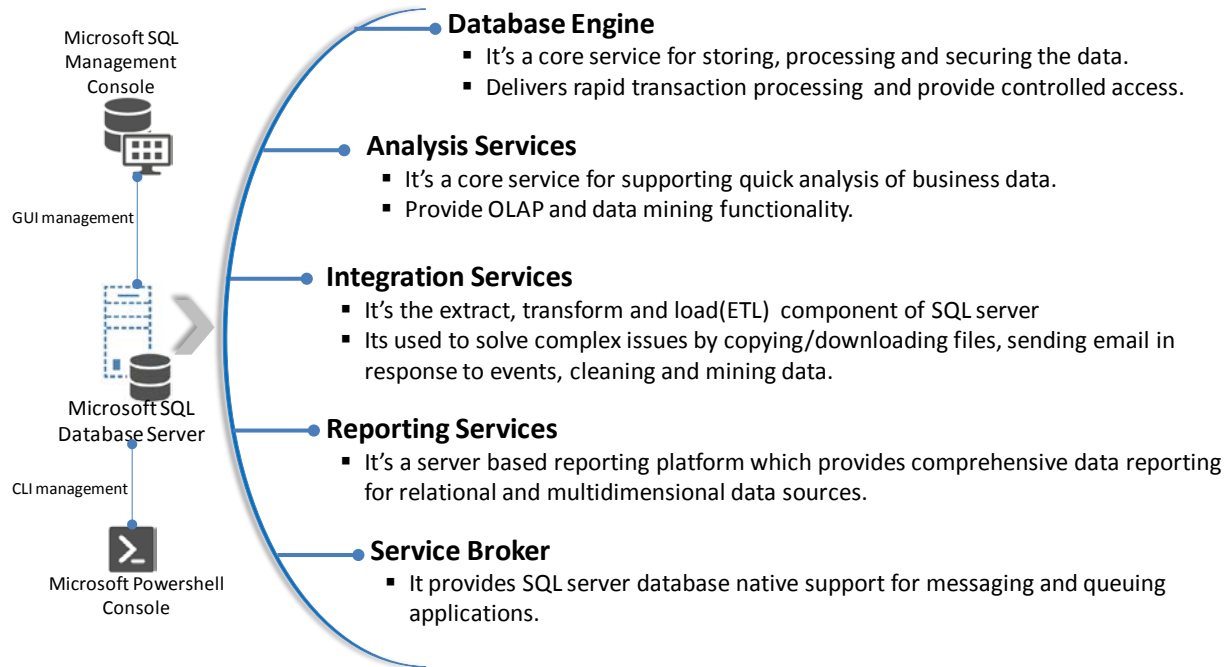 Microsoft SQL
Management
Console
GUI management
Microsoft SQL
Database Server
CLI management
Microsoft Powershell
Console
Database Engine
▪ It’s a core service for storing, processing and securing the data.
▪ Delivers rapid transaction processing and provide controlled access.
Analysis Services
▪ It’s a core service for supporting quick analysis of business data.
▪ Provide OLAP and data mining functionality.
Integration Services
▪ It’s the extract, transform and load(ETL) component of SQL server
▪ Its used to solve complex issues by copying/downloading files, sending email in
response to events, cleaning and mining data.
Reporting Services
▪ It’s a server based reporting platform which provides comprehensive data reporting
for relational and multidimensional data sources.
Service Broker
▪ It provides SQL server database native support for messaging and queuing
applications.